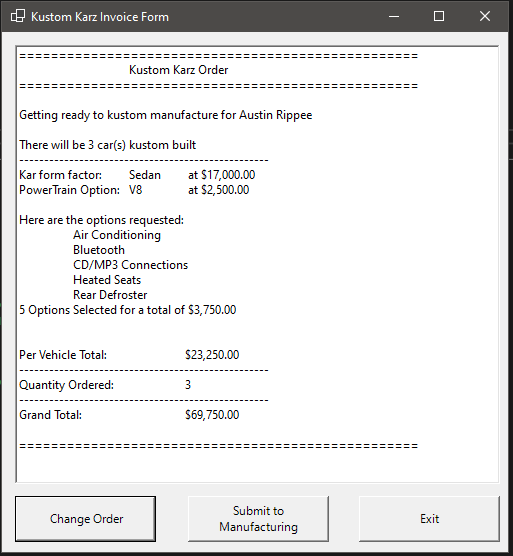 Kustom Karz Invoice Form
==================================================
Kustom Karz Order
==================================================
Getting ready to kustom manufacture for Austin Rippee
There will be 3 car(s) kustom built
--------------------------------------------------
Kar form factor: Sedan at $17,000.00
PowerTrain Option: V8 at $2,500.00
Here are the options requested:
Air Conditioning
Bluetooth
CD/MP3 Connections
Heated Seats
Rear Defroster
5 Options Selected for a total of $3,750.00
Per Vehicle Total: $23,250.00
--------------------------------------------------
Quantity Ordered: 3
--------------------------------------------------
Grand Total: $69,750.00
==================================================
Change Order
Submit to
Manufacturing
Exit